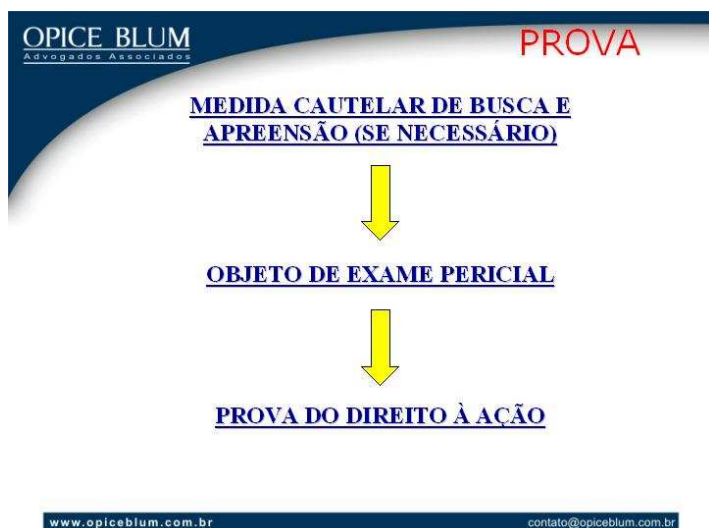 OPICE BLUM
Advogados Associados
PROVA
MEDIDA CAUTELAR DE BUSCA E
APREENSÃO (SE NECESSÁRIO)
OBJETO DE EXAME PERICIAL
PROVA DO DIREITO À AÇÃO
www.opiceblum.com.br
contato@opiceblum.com.br